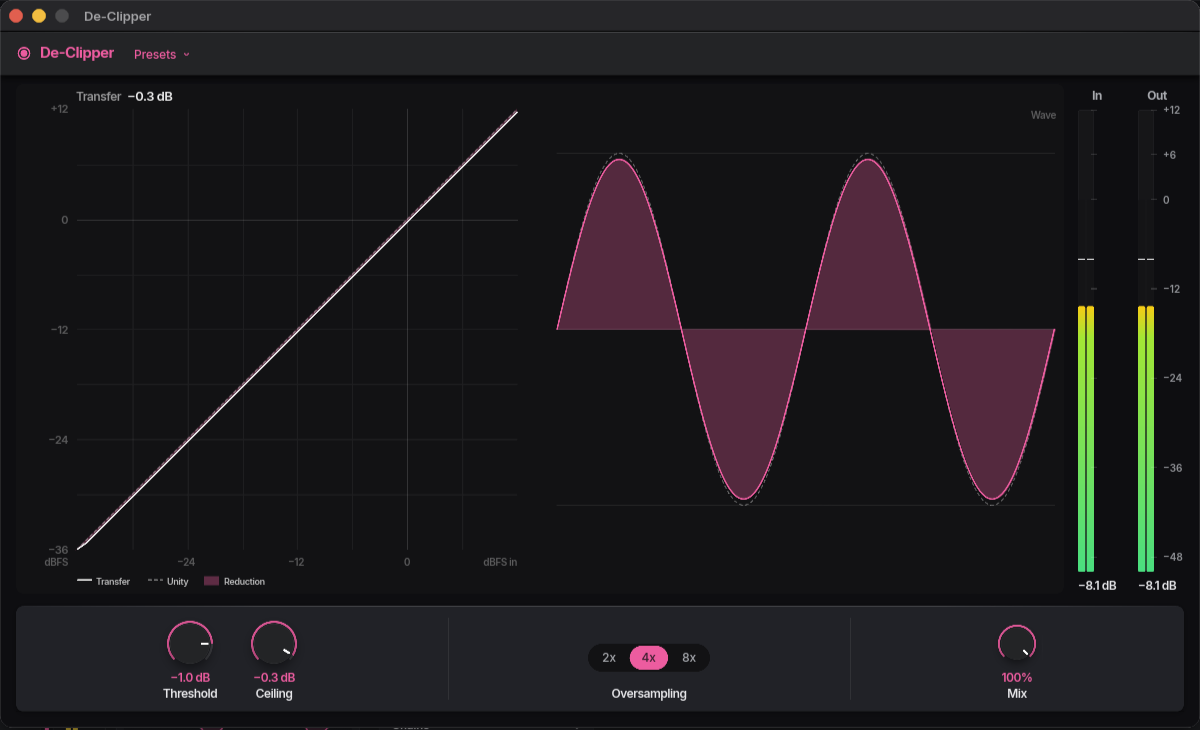 De-Clipper
De-Clipper Presets
Transfer −0.3 dB
+12
0
−12
−24
−36
dBFS
−24
−12
0
dBFS in
Transfer
Unity
Reduction
Wave
In
Out
+12
+6
0
−12
−24
−36
−48
−8.1 dB
−8.1 dB
−1.0 dB
Threshold
−0.3 dB
Ceiling
2x 4x 8x
Oversampling
100%
Mix